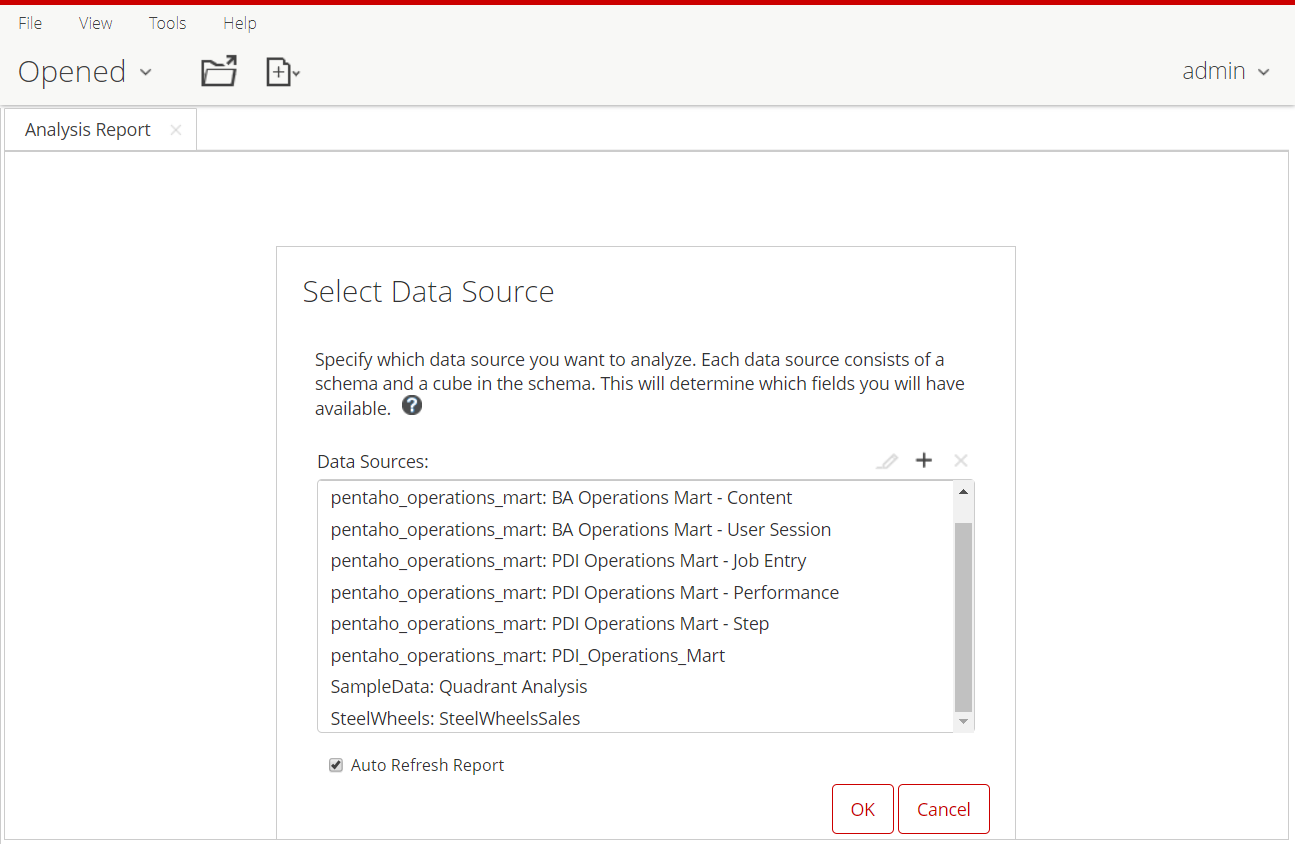 File View Tools Help
Opened admin
Analysis Report
Select Data Source
Specify which data source you want to analyze. Each data source consists of a
schema and a cube in the schema. This will determine which fields you will have
available. ?
Data Sources:
pentaho_operations_mart: BA Operations Mart - Content
pentaho_operations_mart: BA Operations Mart - User Session
pentaho_operations_mart: PDI Operations Mart - Job Entry
pentaho_operations_mart: PDI Operations Mart - Performance
pentaho_operations_mart: PDI Operations Mart - Step
pentaho_operations_mart: PDI_Operations_Mart
SampleData: Quadrant Analysis
SteelWheels: SteelWheelsSales
Auto Refresh Report
OK Cancel